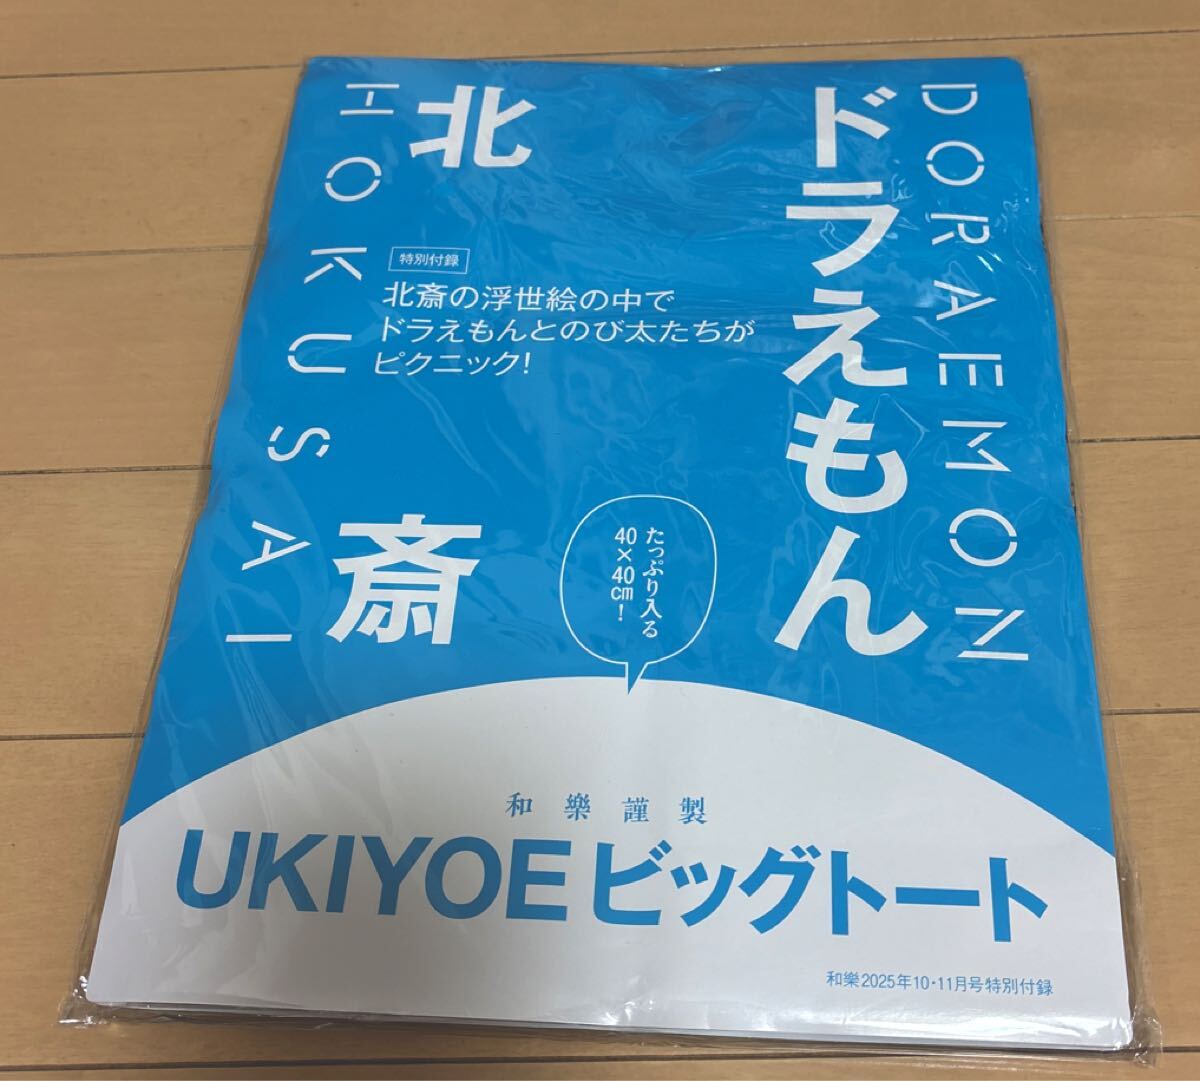 DORAEMON
ドラえもん
北斎
HOKUSAI
特別付録
北斎の浮世絵の中で
ドラえもんとのび太たちが
ピクニック!
たっぷり入る
40×40cm!
和樂謹製
UKIYOEビッグトート
和樂2025年10・11月号特別付録